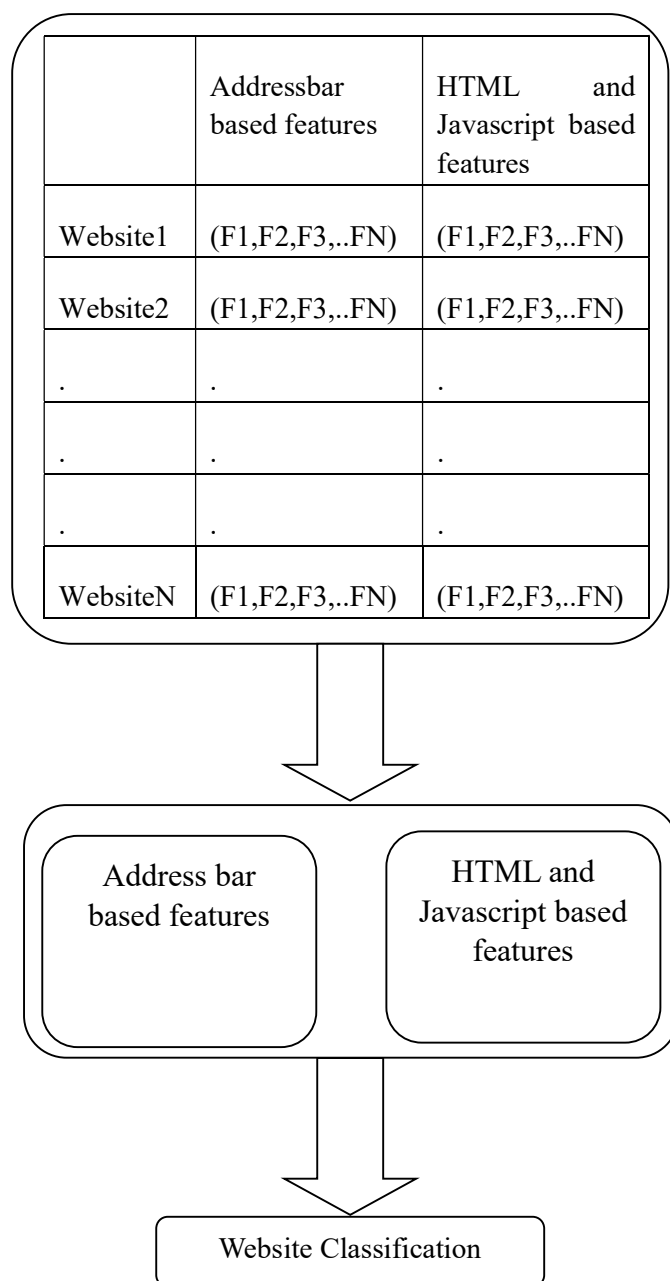 Addressbar
based features
HTML and
Javascript based
features
Website1 (F1,F2,F3,..FN) (F1,F2,F3,..FN)
Website2 (F1,F2,F3,..FN) (F1,F2,F3,..FN)
. . .
. . .
. . .
WebsiteN (F1,F2,F3,..FN) (F1,F2,F3,..FN)
Address bar
based features
HTML and
Javascript based
features
Website Classification